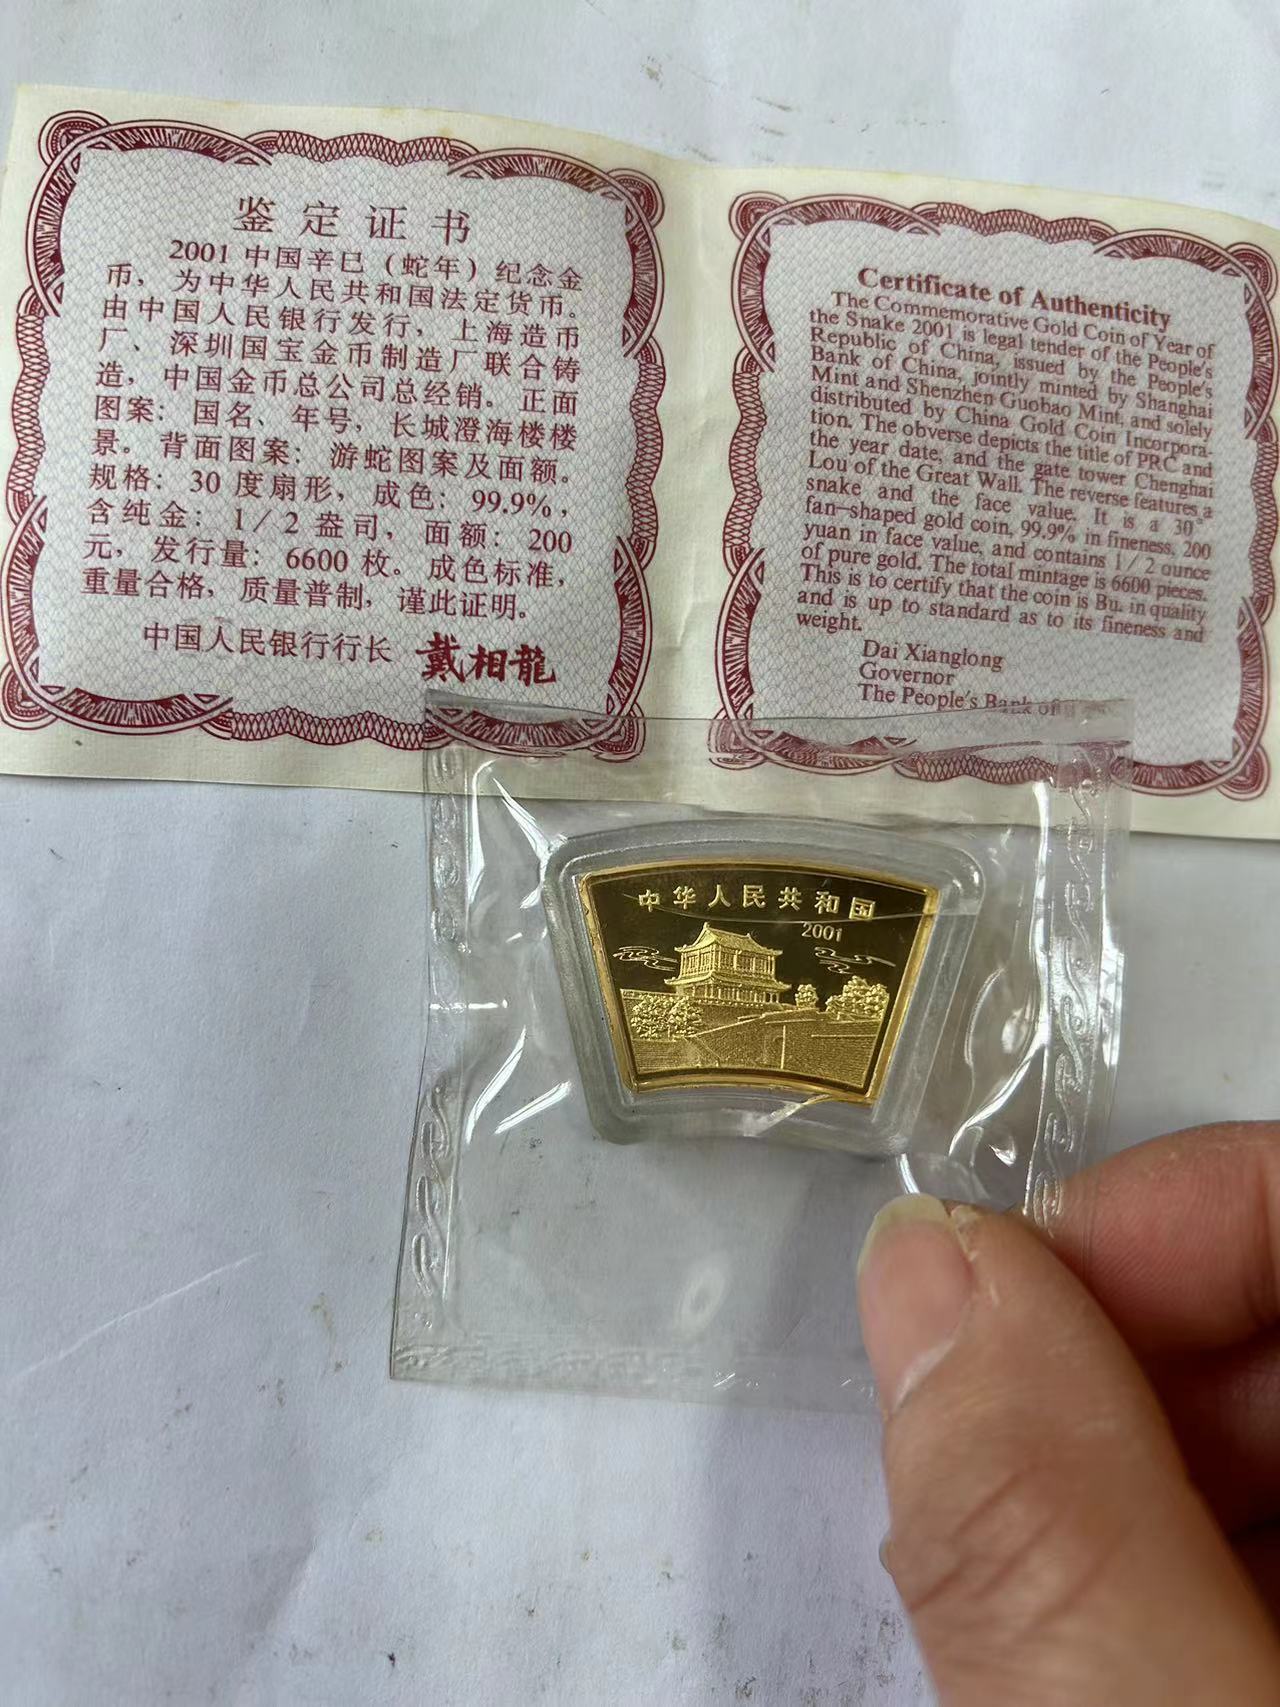 鉴定证书
2001中国辛巳（蛇年）纪念金
币，为中华人民共和国法定货币。
由中国人民银行发行，上海造币
厂、深圳国宝金币制造厂联合铸
造，中国金币总公司总经销。正面
图案：国名、年号，长城澄海楼楼
景。背面图案：游蛇图案及面额。
规格：30度扇形，成色：99.9%，
含纯金：1/2盎司，面额：200
元，发行量：6600枚。成色标准，
重量合格，质量普制，谨此证明。
中国人民银行行长 戴相龍
Certificate of Authenticity
The Commemorative Gold Coin of Year of
the Snake 2001 is legal tender of the People's
Republic of China, issued by the People's
Bank of China, jointly minted by Shanghai
Mint and Shenzhen Guobao Mint, and solely
distributed by China Gold Coin Incorpora-
tion. The obverse depicts the title of PRC and
the year date, and the gate tower Chenghai
Lou of the Great Wall. The reverse features a
snake and the face value. It is a 30°
fan-shaped gold coin, 99.9% in fineness, 200
yuan in face value, and contains 1/2 ounce
of pure gold. The total mintage is 6600 pieces.
This is to certify that the coin is Bu. in quality
and is up to standard as to its fineness and
weight.
Dai Xianglong
Governor
The People's Bank of
中华人民共和国
2001